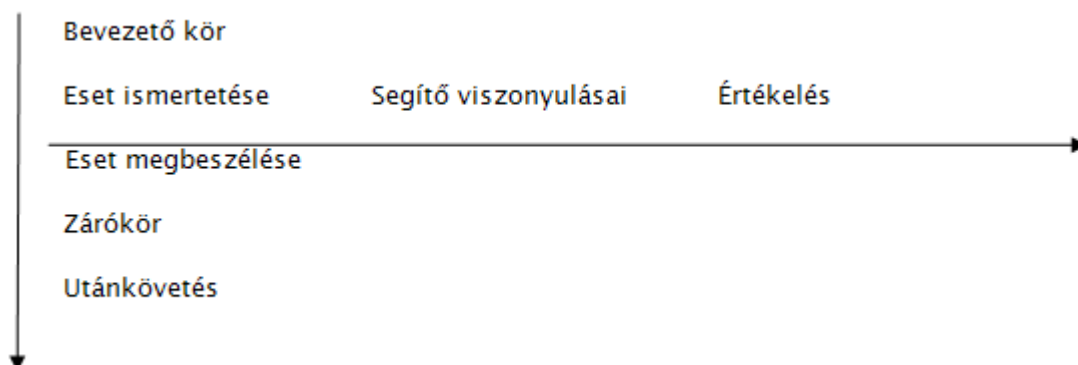 Bevezető kör
Eset ismertetése Segítő viszonyulásai Értékelés
Eset megbeszélése
Zárókör
Utánkövetés